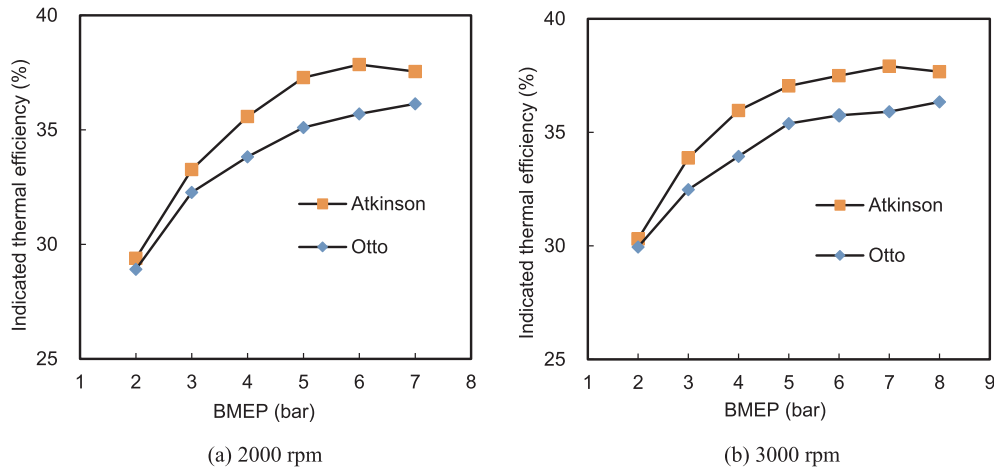 40
35
30
25
Indicated thermal efficiency (%)
Atkinson
Otto
1 2 3 4 5 6 7 8
BMEP (bar)
(a) 2000 rpm
40
35
30
25
Indicated thermal efficiency (%)
Atkinson
Otto
1 2 3 4 5 6 7 8 9
BMEP (bar)
(b) 3000 rpm